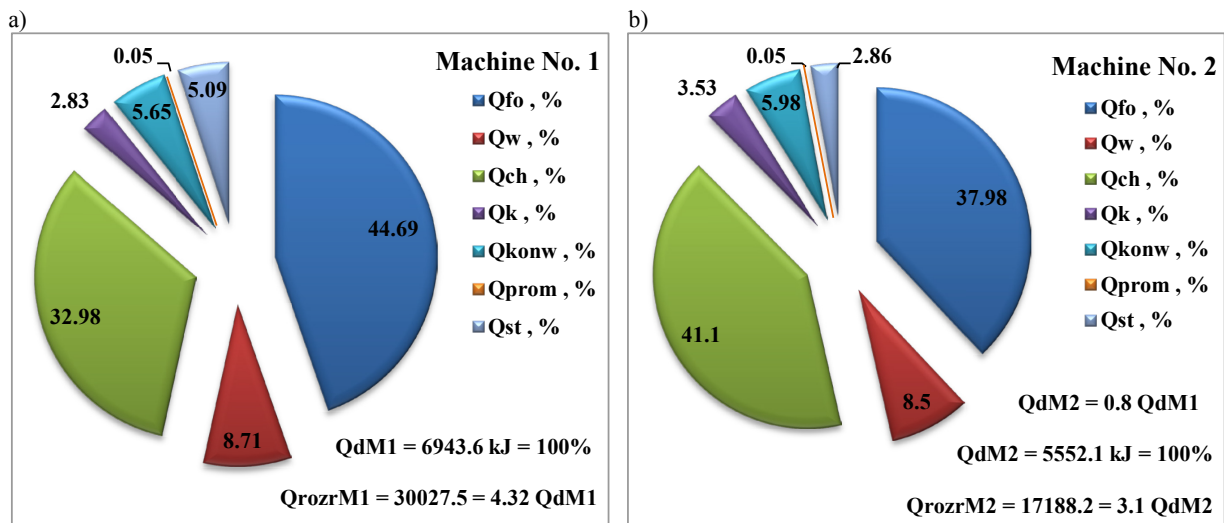 a)
Machine No. 1
0.05
5.09
2.83
5.65
44.69
32.98
8.71
Qfo , %
Qw , %
Qch , %
Qk , %
Qkonw , %
Qprom , %
Qst , %
QdM1 = 6943.6 kJ = 100%
QrozrM1 = 30027.5 = 4.32 QdM1
b)
Machine No. 2
0.05
2.86
3.53
5.98
37.98
41.1
8.5
Qfo , %
Qw , %
Qch , %
Qk , %
Qkonw , %
Qprom , %
Qst , %
QdM2 = 0.8 QdM1
QdM2 = 5552.1 kJ = 100%
QrozrM2 = 17188.2 = 3.1 QdM2